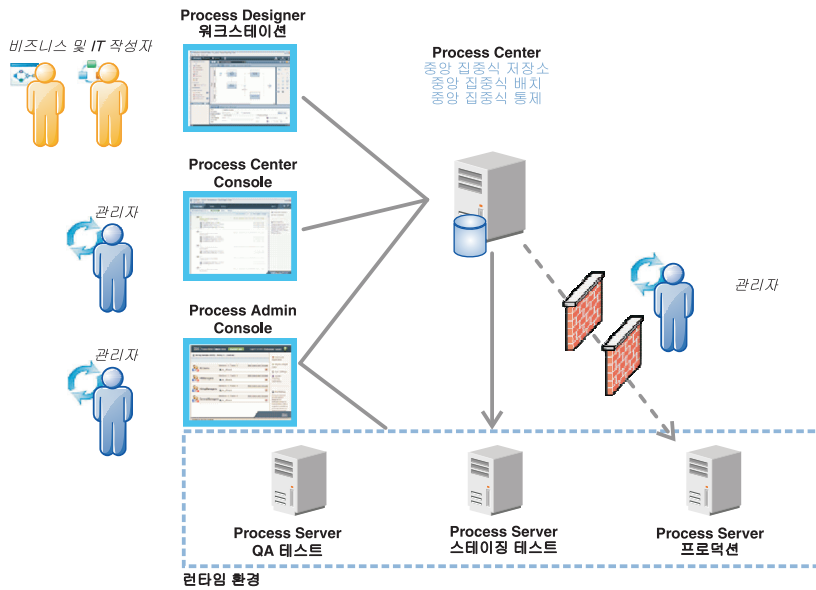 Process Designer
워크스테이션
비즈니스 및 IT 작성자
Process Center
중앙 집중식 저장소
중앙 집중식 배치
중앙 집중식 통제
Process Center
Console
관리자
관리자
Process Admin
Console
관리자
Process Server
QA 테스트
Process Server
스테이징 테스트
Process Server
프로덕션
런타임 환경